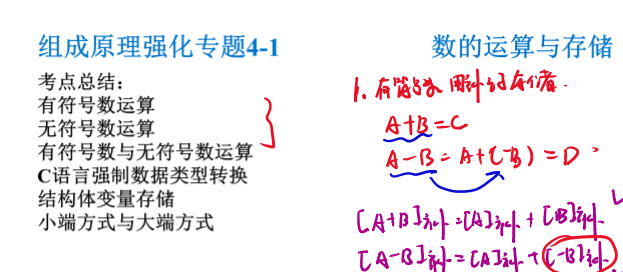 组成原理强化专题4-1
数的运算与存储
考点总结：
有符号数运算
无符号数运算
有符号数与无符号数运算
C语言强制数据类型转换
结构体变量存储
小端方式与大端方式
1. 有符号数 用补码存储.
A+B=C
A-B=A+(-B)=D
[A+B]补=[A]补+[B]补
[A-B]补=[A]补+[-B]补